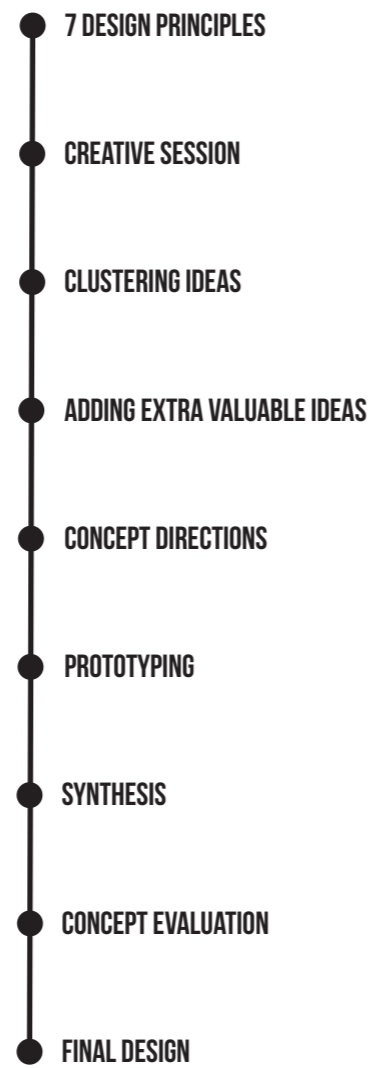 7 DESIGN PRINCIPLES
CREATIVE SESSION
CLUSTERING IDEAS
ADDING EXTRA VALUABLE IDEAS
CONCEPT DIRECTIONS
PROTOTYPING
SYNTHESIS
CONCEPT EVALUATION
FINAL DESIGN